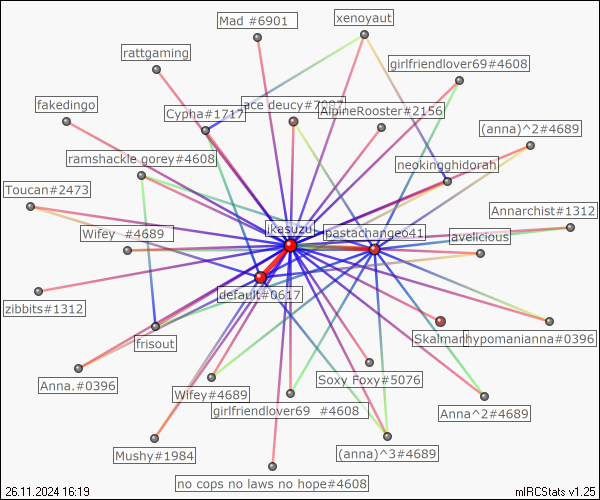 Mad #6901
xenoyaut
rattgaming
girlfriendlover69#4608
fakedingo
Cypha#1717
ace deucy#7087
AlpineRooster#2156
(anna)^2#4689
ramshackle gorey#4608
neokingghidorah
Toucan#2473
Annarchist#1312
Wifey #4689
ikesuzu
pastachange041
avelicious
default#0617
zibbits#1312
frisout
Skalman
hypomanianna#0396
Anna.#0396
Wifey#4689
Soxy Foxy#5076
girlfriendlover69 #4608
Anna^2#4689
Mushy#1984
(anna)^3#4689
no cops no laws no hope#4608
26.11.2024 16:19
mIRCStats v1.25